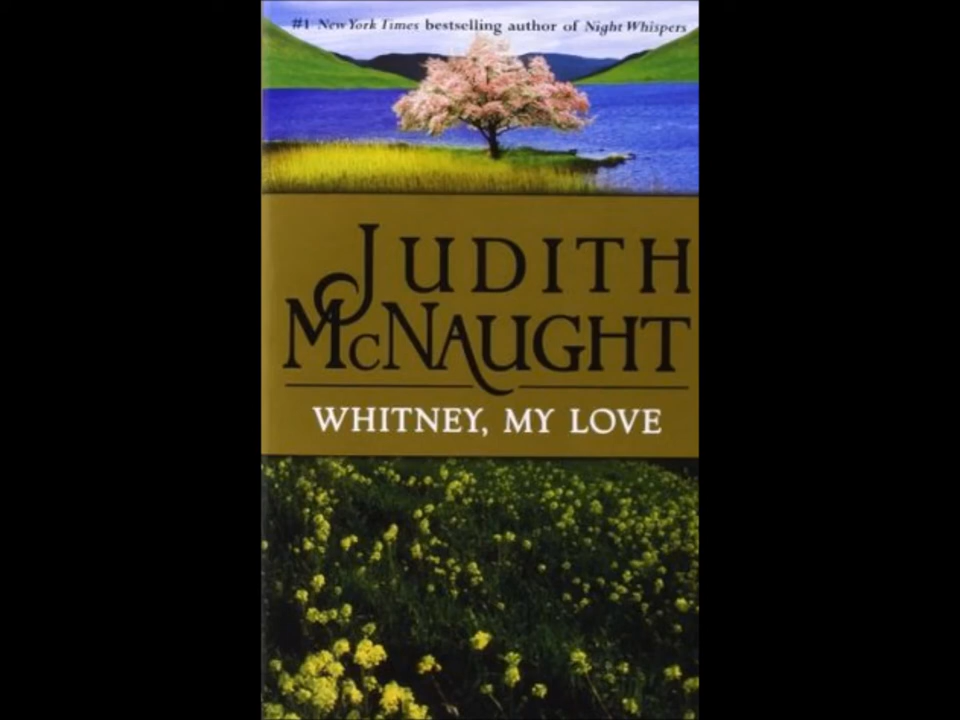 #1 New York Times bestselling author of Night Whispers
JUDITH
MCNAUGHT
WHITNEY, MY LOVE